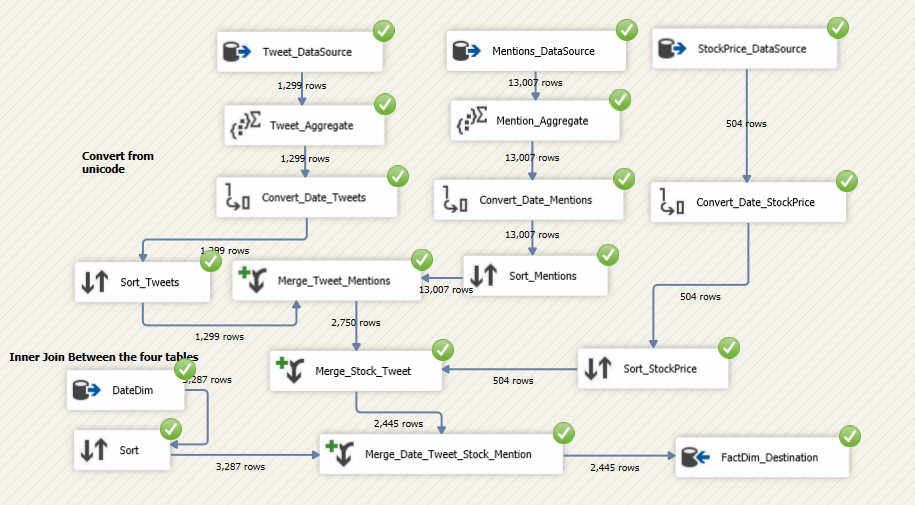 Tweet_DataSource
Mentions_DataSource
StockPrice_DataSource
1,299 rows
13,007 rows
504 rows
Tweet_Aggregate
Mention_Aggregate
Convert from
unicode
1,299 rows
13,007 rows
Convert_Date_Tweets
Convert_Date_Mentions
Convert_Date_StockPrice
1,299 rows
13,007 rows
Sort_Tweets
Merge_Tweet_Mentions
Sort_Mentions
13,007 rows
504 rows
1,299 rows
2,750 rows
Inner Join Between the four tables
3,287 rows
Merge_Stock_Tweet
504 rows
Sort_StockPrice
DateDim
2,445 rows
Sort
3,287 rows
Merge_Date_Tweet_Stock_Mention
2,445 rows
FactDim_Destination